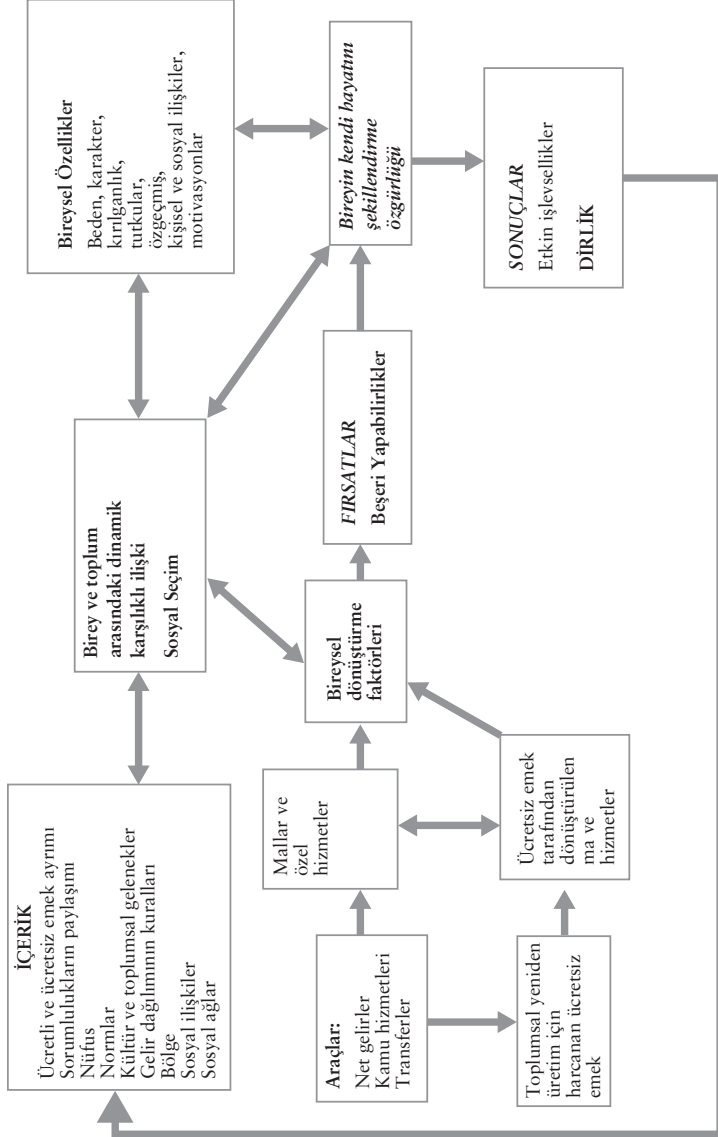 İÇERİK
Ücretli ve ücretsiz emek ayrımı
Sorumlulukların paylaşımı
Nüfus
Normlar
Kültür ve toplumsal gelenekler
Gelir dağılımının kuralları
Bölge
Sosyal ilişkiler
Sosyal ağlar
Birey ve toplum
arasındaki dinamik
karşılıklı ilişki
Sosyal Seçim
Bireysel Özellikler
Beden, karakter,
kırılganlık,
tutkular,
özgeçmiş,
kişisel ve sosyal ilişkiler,
motivasyonlar
Araçlar:
Net gelirler
Kamu hizmetleri
Transferler
Mallar ve
özel
hizmetler
Bireysel
dönüştürme
faktörleri
FIRSATLAR
Beşeri Yapabilirlikler
Bireyin kendi hayatını
şekillendirme
özgürlüğü
Toplumsal yeniden
üretim için
harcanan ücretsiz
emek
Ücretsiz emek
tarafından
dönüştürülen
ma ve
hizmetler
SONUÇLAR
Etkin işlevsellikler
DİRLİK